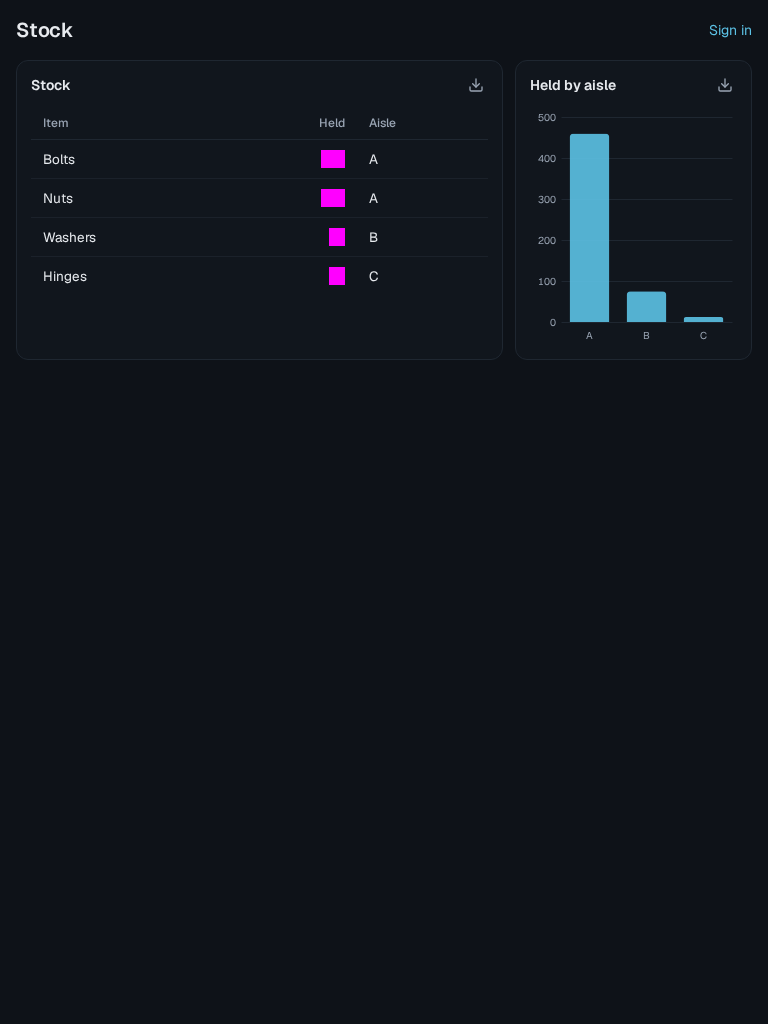 Stock
Sign in
Stock
Item Held Aisle
Bolts A
Nuts A
Washers B
Hinges C
Held by aisle
500
400
300
200
100
0
A B C